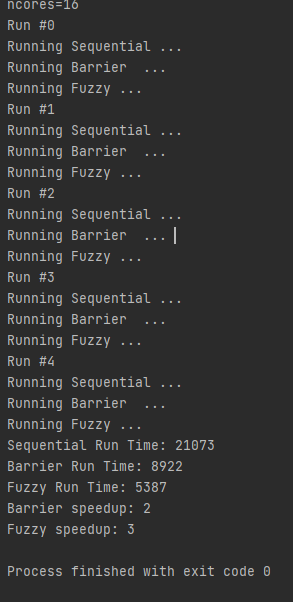 ncores=16
Run #0
Running Sequential ...
Running Barrier  ...
Running Fuzzy ...
Run #1
Running Sequential ...
Running Barrier  ...
Running Fuzzy ...
Run #2
Running Sequential ...
Running Barrier  ...
Running Fuzzy ...
Run #3
Running Sequential ...
Running Barrier  ...
Running Fuzzy ...
Run #4
Running Sequential ...
Running Barrier  ...
Running Fuzzy ...
Sequential Run Time: 21073
Barrier Run Time: 8922
Fuzzy Run Time: 5387
Barrier speedup: 2
Fuzzy speedup: 3
Process finished with exit code 0